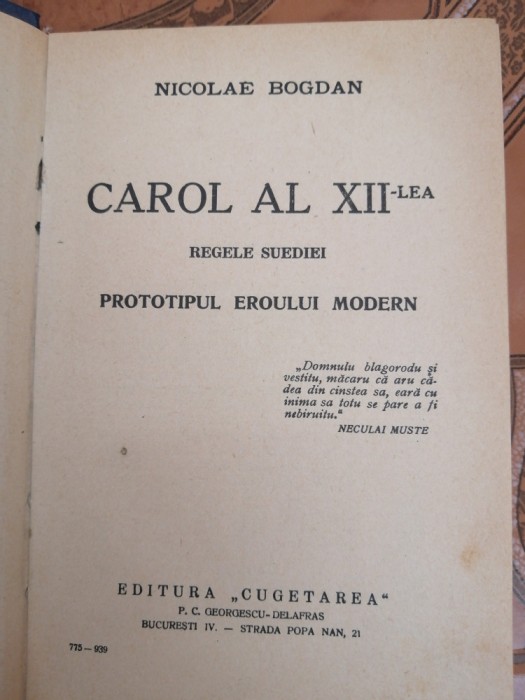 NICOLAE BOGDAN
CAROL AL XII-LEA
REGELE SUEDIEI
PROTOTIPUL EROULUI MODERN
„Domnulu blagorodu și
vestitu, măcaru că aru că-
dea din cinstea sa, eară cu
inima sa totu se pare a fi
nebiruitu.“
NECULAI MUSTE
EDITURA „CUGETAREA“
P. C. GEORGESCU-DELAFRAS
BUCUREȘTI IV. — STRADA POPA NAN, 21
775 — 939